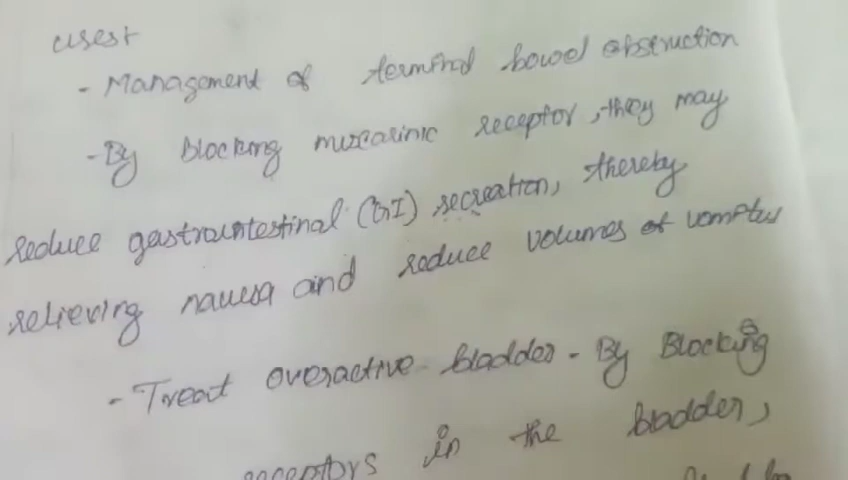 uses:
- Management of terminal bowel obstruction
- By blocking muscarinic receptor, they may
reduce gastrointestinal (GI) secreation, thereby
relieving nausea and reduce volumes of vomitus
- Treat overactive bladder - By Blocking
receptors in the bladder,